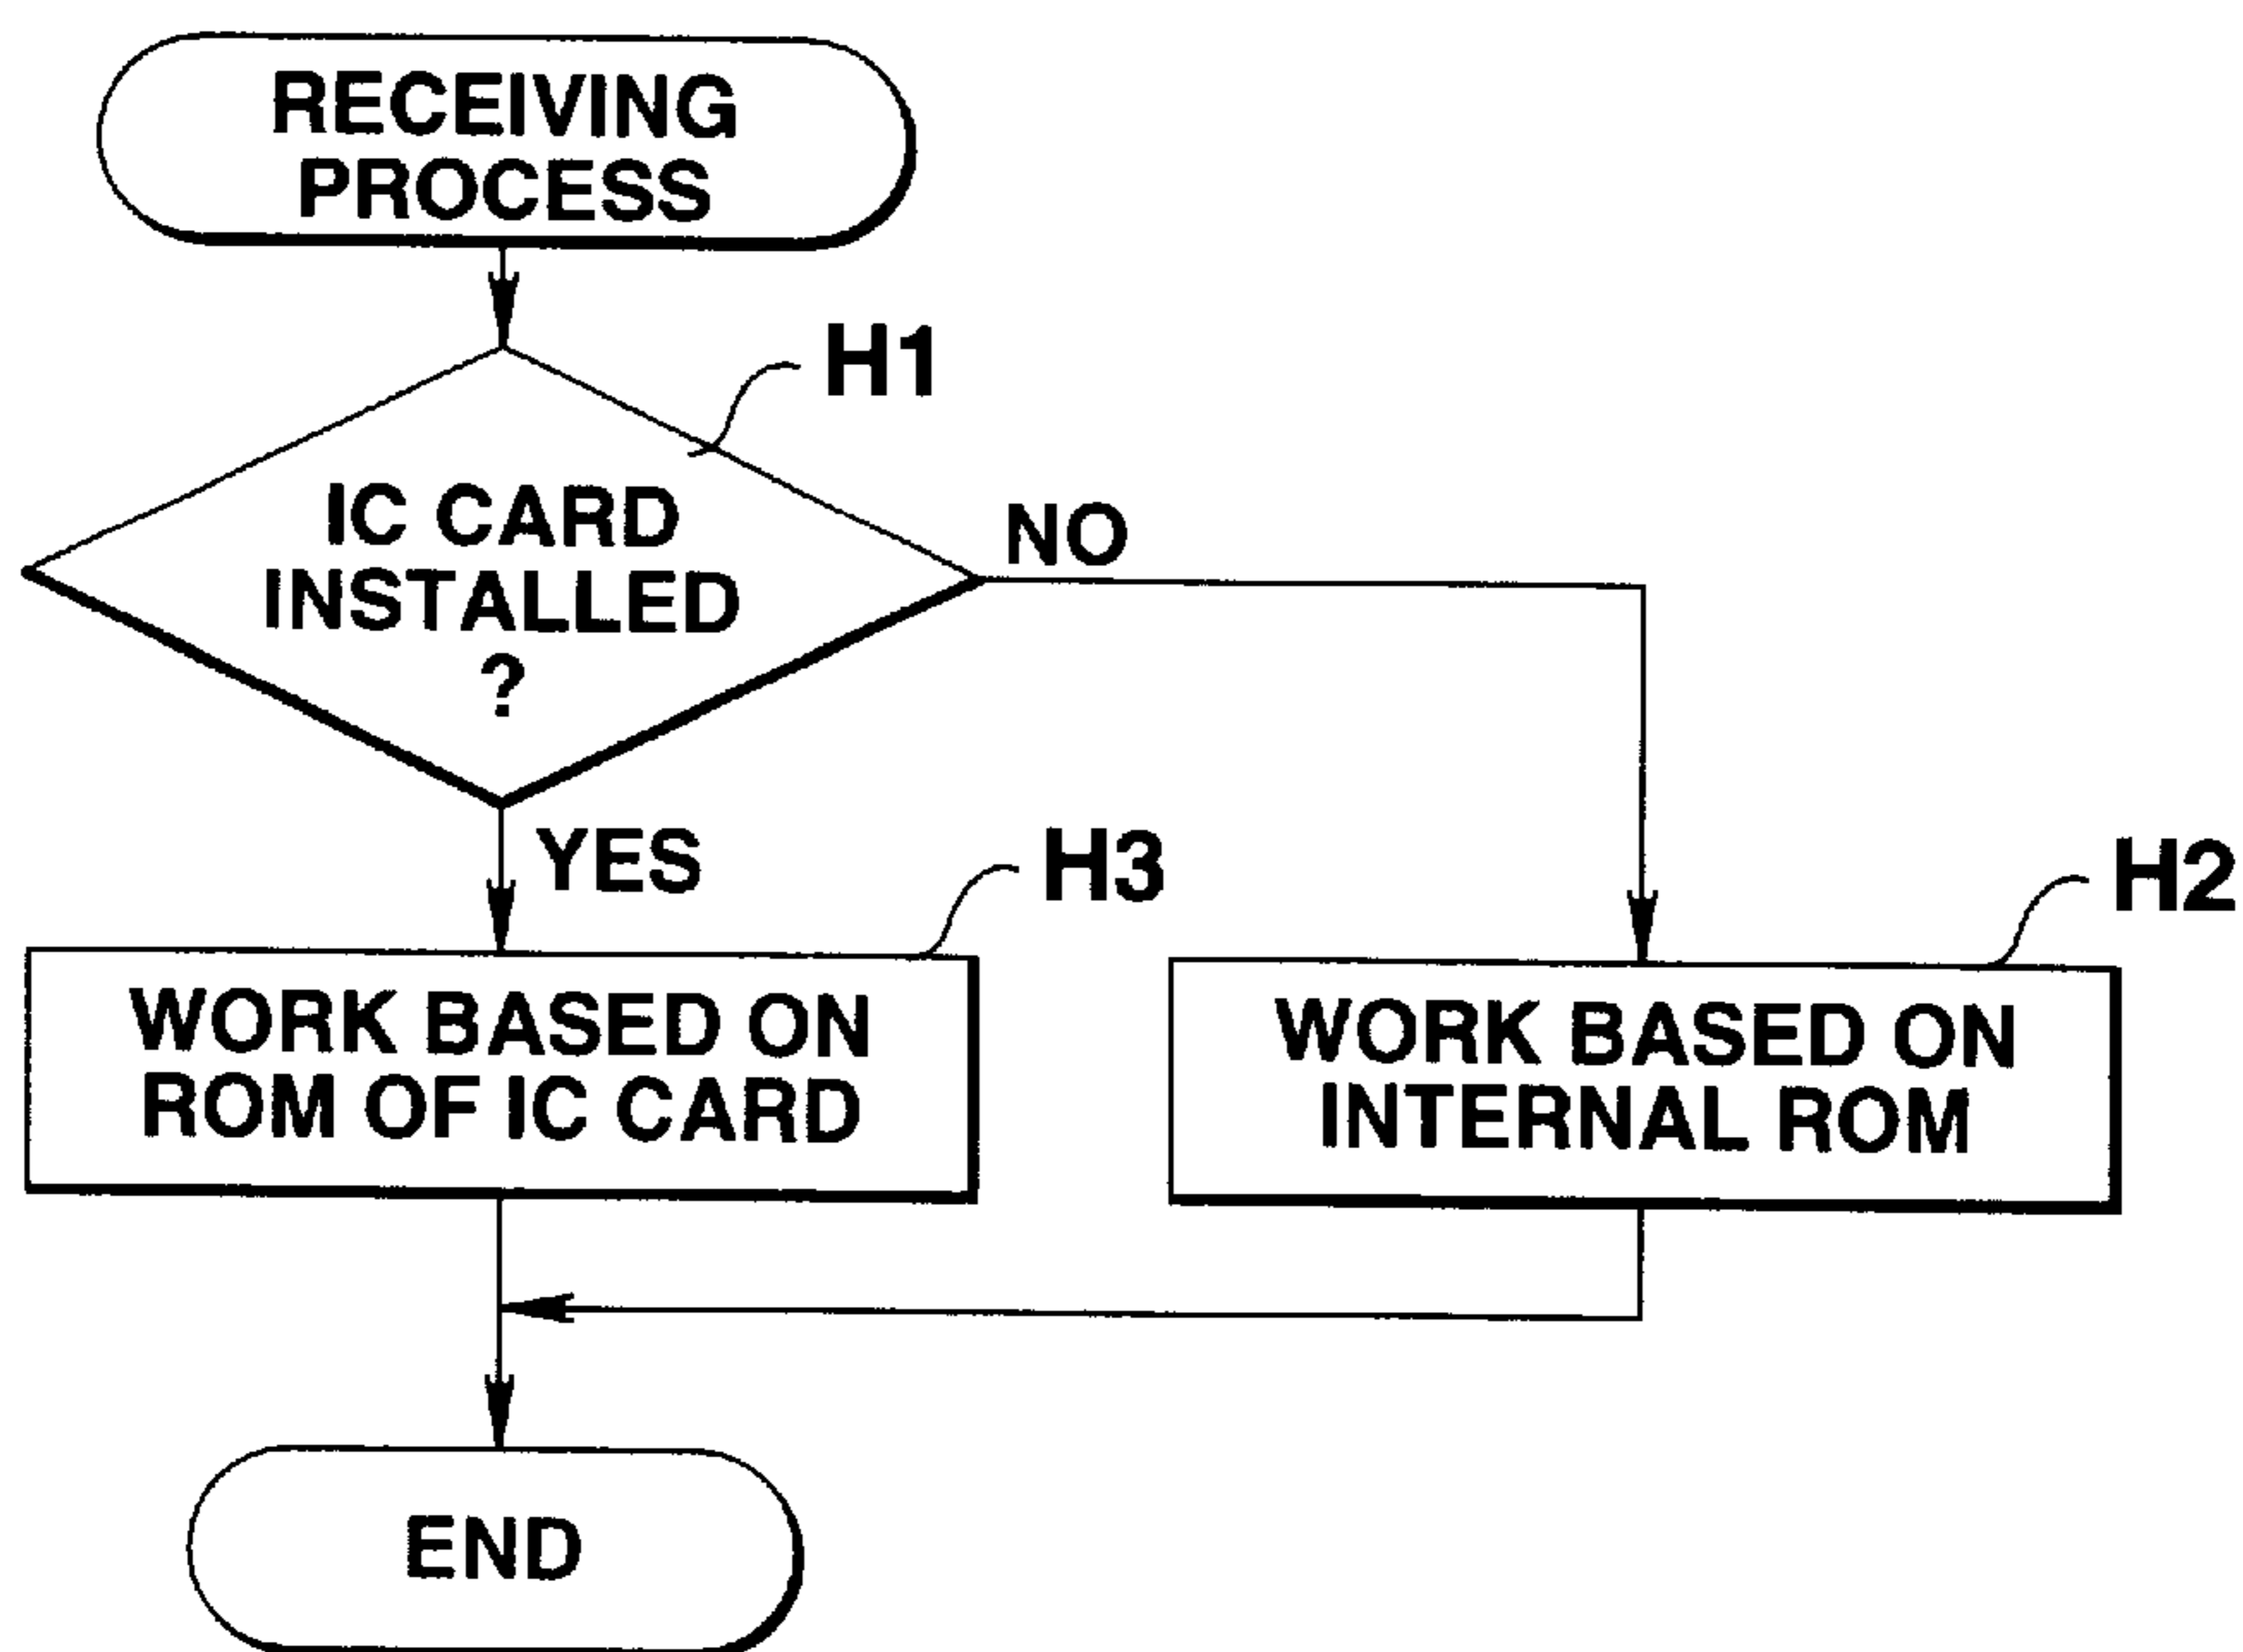 RECEIVING
PROCESS
H1
IC CARD
INSTALLED
?
NO
YES
H3
H2
WORK BASED ON
ROM OF IC CARD
WORK BASED ON
INTERNAL ROM
END